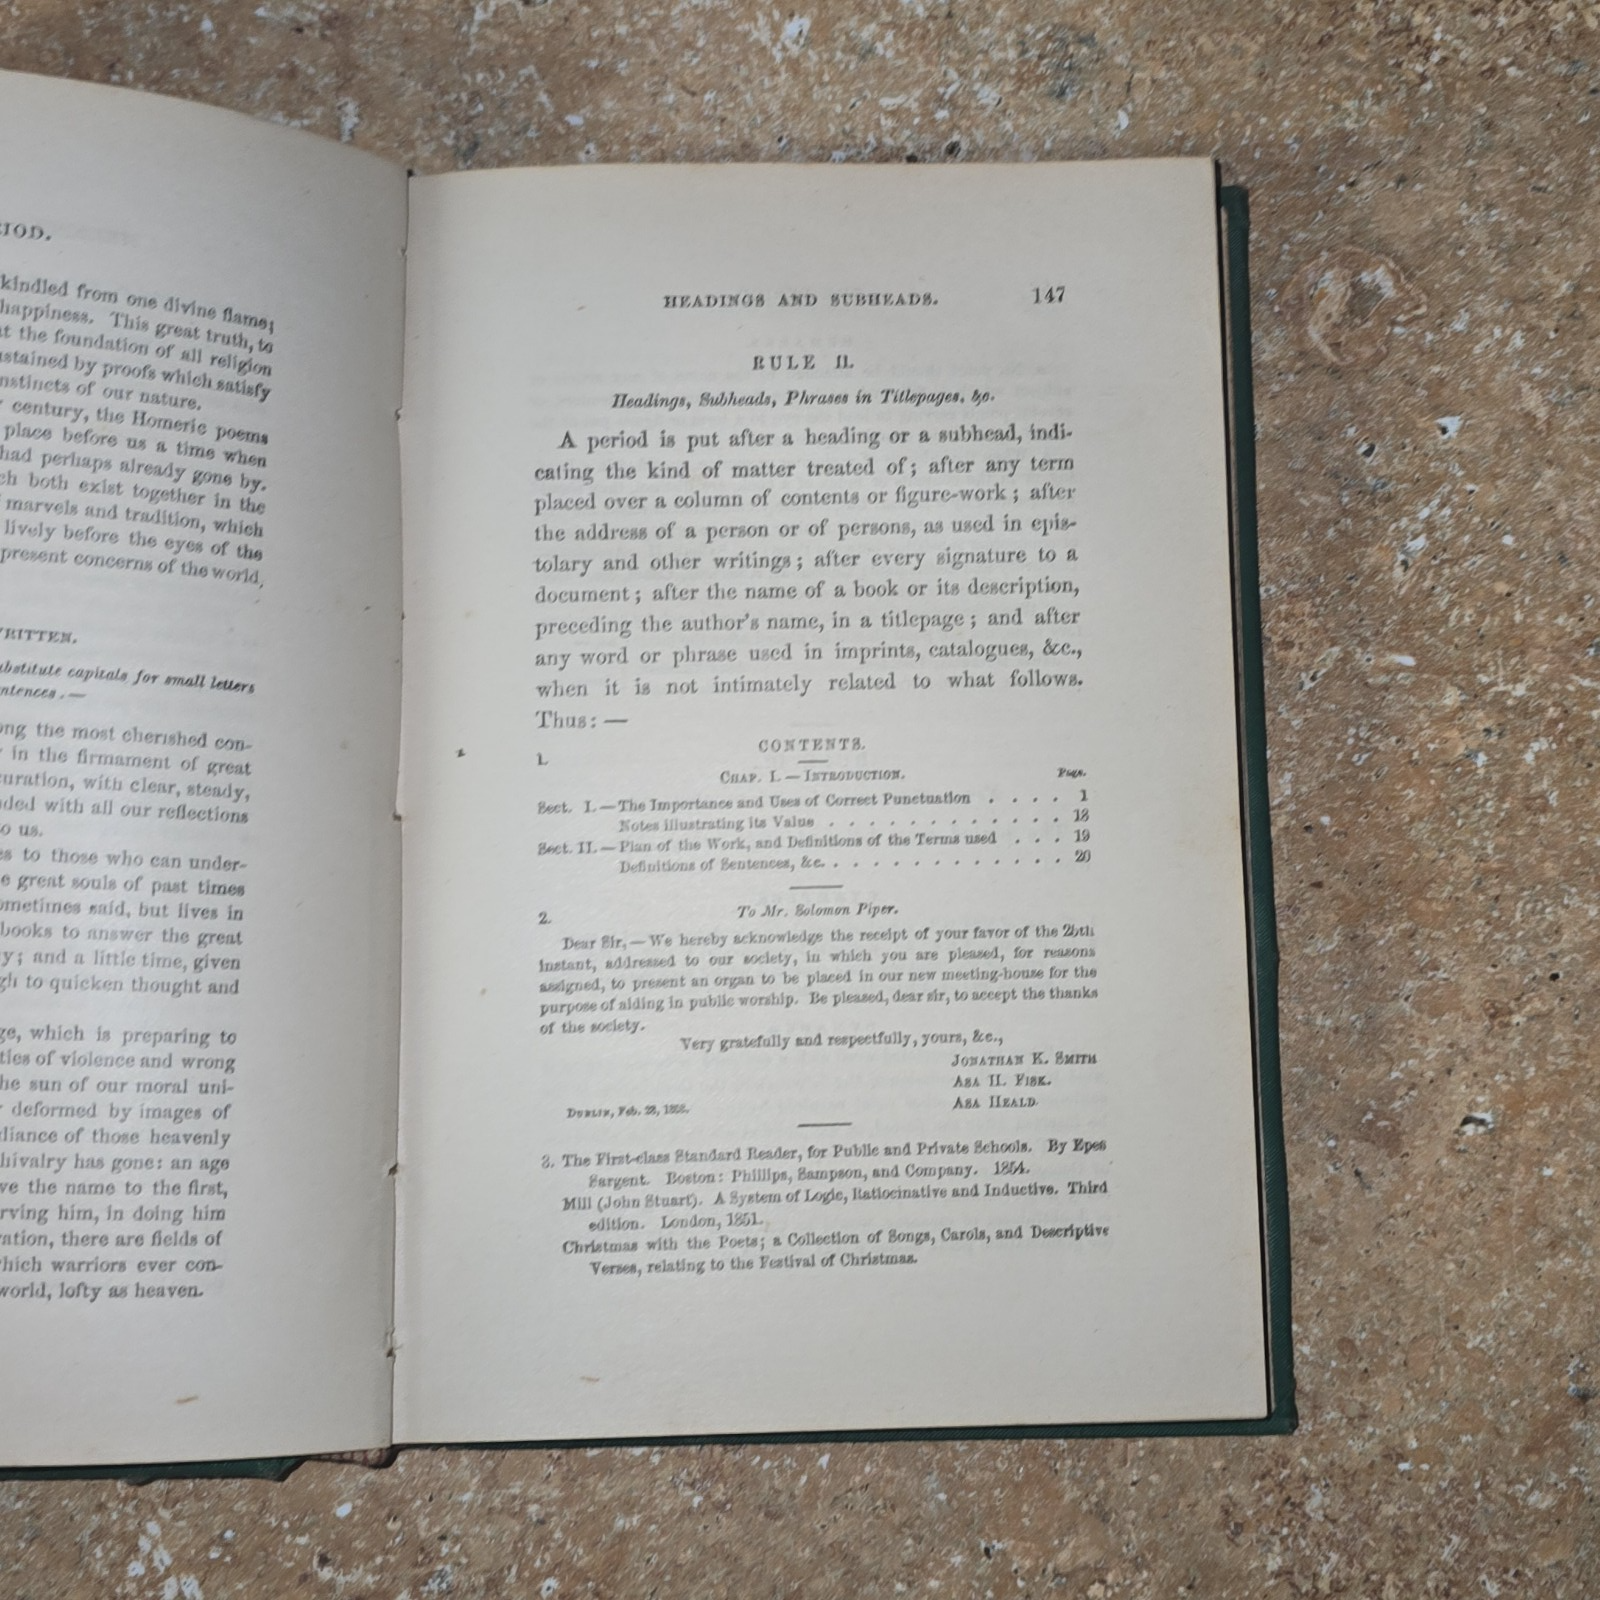 kindled from one divine flame;
happiness. This great truth, to
the foundation of all religion
sustained by proofs which satisfy
instincts of our nature.
century, the Homeric poems
place before us a time when
had perhaps already gone by.
both exist together in the
marvels and tradition, which
lively before the eyes of the
present concerns of the world,
substitute capitals for small letters
sentences.—
the most cherished con-
in the firmament of great
with clear, steady,
with all our reflections
to us.
to those who can under-
great souls of past times
sometimes said, but lives in
books to answer the great
and a little time, given
to quicken thought and
which is preparing to
of violence and wrong
the sun of our moral uni-
deformed by images of
of those heavenly
has gone: an age
the name to the first,
him, in doing him
there are fields of
which warriors ever con-
world, lofty as heaven.
HEADINGS AND SUBHEADS. 147
RULE II.
Headings, Subheads, Phrases in Titlepages, &c.
A period is put after a heading or a subhead, indi-
cating the kind of matter treated of; after any term
placed over a column of contents or figure-work; after
the address of a person or of persons, as used in epis-
tolary and other writings; after every signature to a
document; after the name of a book or its description,
preceding the author's name, in a titlepage; and after
any word or phrase used in imprints, catalogues, &c.,
when it is not intimately related to what follows.
Thus:—
1. CONTENTS.
CHAP. I.—INTRODUCTION. Page.
Sect. I.—The Importance and Uses of Correct Punctuation . . . . 1
Notes illustrating its Value . . . . . . . . . . . . 18
Sect. II.—Plan of the Work, and Definitions of the Terms used . . . 19
Definitions of Sentences, &c. . . . . . . . . . . . . 20
2. To Mr. Solomon Piper.
Dear Sir,—We hereby acknowledge the receipt of your favor of the 25th
instant, addressed to our society, in which you are pleased, for reasons
assigned, to present an organ to be placed in our new meeting-house for the
purpose of aiding in public worship. Be pleased, dear sir, to accept the thanks
of the society.
Very gratefully and respectfully, yours, &c.,
JONATHAN K. SMITH
ASA H. FISK.
ASA HEALD.
DUBLIN, Feb. 28,
3. The First-class Standard Reader, for Public and Private Schools. By Epes
Sargent. Boston: Phillips, Sampson, and Company. 1854.
Mill (John Stuart). A System of Logic, Ratiocinative and Inductive. Third
edition. London, 1851.
Christmas with the Poets; a Collection of Songs, Carols, and Descriptive
Verses, relating to the Festival of Christmas.